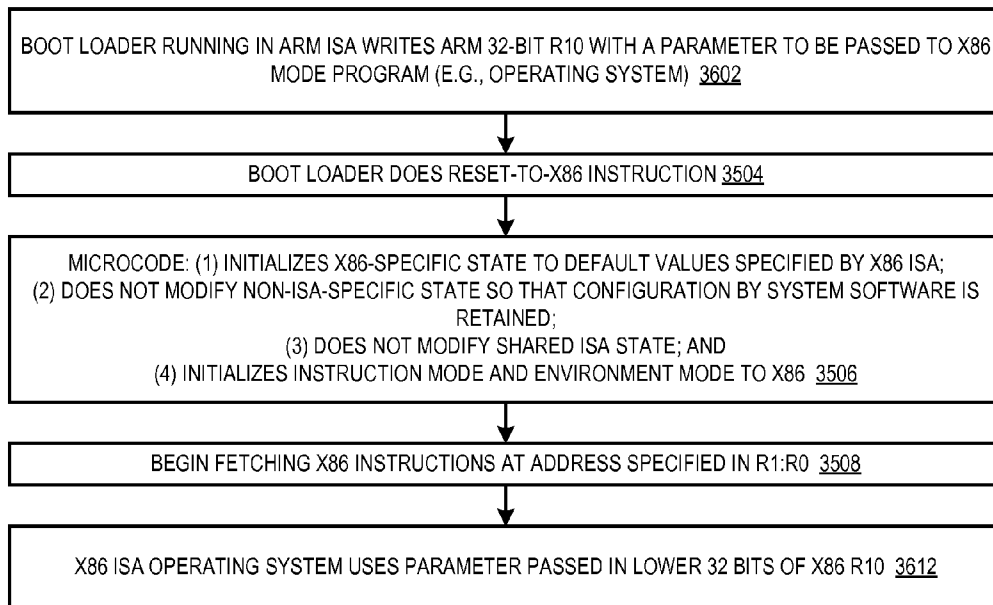 BOOT LOADER RUNNING IN ARM ISA WRITES ARM 32-BIT R10 WITH A PARAMETER TO BE PASSED TO X86
MODE PROGRAM (E.G., OPERATING SYSTEM) 3602
BOOT LOADER DOES RESET-TO-X86 INSTRUCTION 3504
MICROCODE: (1) INITIALIZES X86-SPECIFIC STATE TO DEFAULT VALUES SPECIFIED BY X86 ISA;
(2) DOES NOT MODIFY NON-ISA-SPECIFIC STATE SO THAT CONFIGURATION BY SYSTEM SOFTWARE IS
RETAINED;
(3) DOES NOT MODIFY SHARED ISA STATE; AND
(4) INITIALIZES INSTRUCTION MODE AND ENVIRONMENT MODE TO X86 3506
BEGIN FETCHING X86 INSTRUCTIONS AT ADDRESS SPECIFIED IN R1:R0 3508
X86 ISA OPERATING SYSTEM USES PARAMETER PASSED IN LOWER 32 BITS OF X86 R10 3612